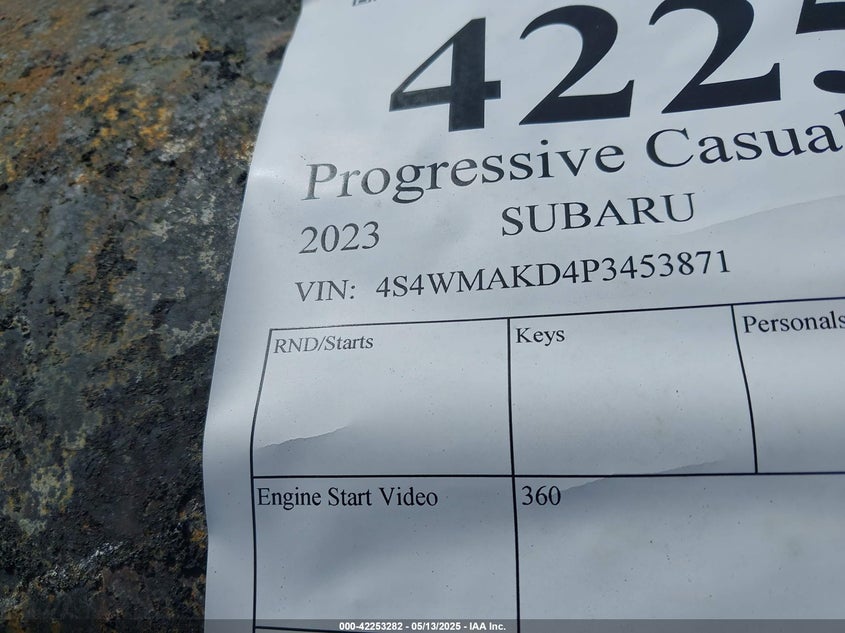 4225
Progressive Casual
2023 SUBARU
VIN: 4S4WMAKD4P3453871
RND/Starts Keys Personals
Engine Start Video 360
000-42253282 - 05/13/2025 - IAA Inc.